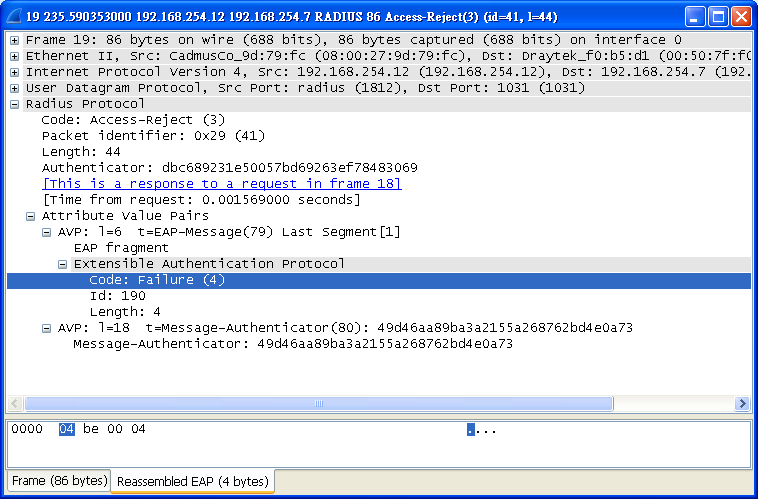 19 235.590353000 192.168.254.12 192.168.254.7 RADIUS 86 Access-Reject(3) (id=41, l=44)
Frame 19: 86 bytes on wire (688 bits), 86 bytes captured (688 bits) on interface 0
Ethernet II, Src: CadmusCo_9d:79:fc (08:00:27:9d:79:fc), Dst: Draytek_f0:b5:d1 (00:50:7f:f0
Internet Protocol Version 4, Src: 192.168.254.12 (192.168.254.12), Dst: 192.168.254.7 (192.
User Datagram Protocol, Src Port: radius (1812), Dst Port: 1031 (1031)
Radius Protocol
Code: Access-Reject (3)
Packet identifier: 0x29 (41)
Length: 44
Authenticator: dbc689231e50057bd69263ef78483069
[This is a response to a request in frame 18]
[Time from request: 0.001569000 seconds]
Attribute Value Pairs
AVP: l=6 t=EAP-Message(79) Last Segment[1]
EAP fragment
Extensible Authentication Protocol
Code: Failure (4)
Id: 190
Length: 4
AVP: l=18 t=Message-Authenticator(80): 49d46aa89ba3a2155a268762bd4e0a73
Message-Authenticator: 49d46aa89ba3a2155a268762bd4e0a73
0000 04 be 00 04 ....
Frame (86 bytes) Reassembled EAP (4 bytes)